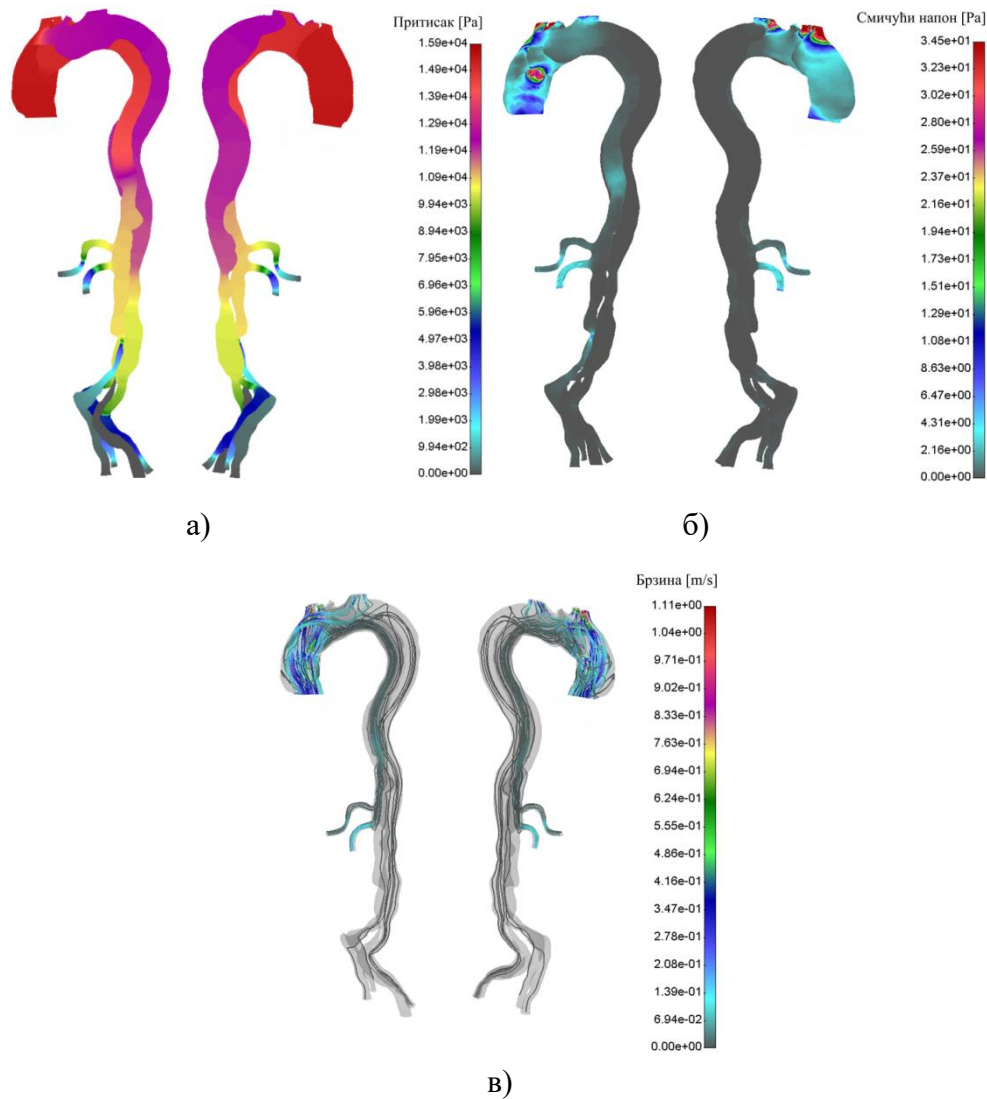 Притисак [Pa]
1.59e+04
1.49e+04
1.39e+04
1.29e+04
1.19e+04
1.09e+04
9.94e+03
8.94e+03
7.95e+03
6.96e+03
5.96e+03
4.97e+03
3.98e+03
2.98e+03
1.99e+03
9.94e+02
0.00e+00
а)
Смичући напон [Pa]
3.45e+01
3.23e+01
3.02e+01
2.80e+01
2.59e+01
2.37e+01
2.16e+01
1.94e+01
1.73e+01
1.51e+01
1.29e+01
1.08e+01
8.63e+00
6.47e+00
4.31e+00
2.16e+00
0.00e+00
б)
Брзина [m/s]
1.11e+00
1.04e+00
9.71e-01
9.02e-01
8.33e-01
7.63e-01
6.94e-01
6.24e-01
5.55e-01
4.86e-01
4.16e-01
3.47e-01
2.78e-01
2.08e-01
1.39e-01
6.94e-02
0.00e+00
в)